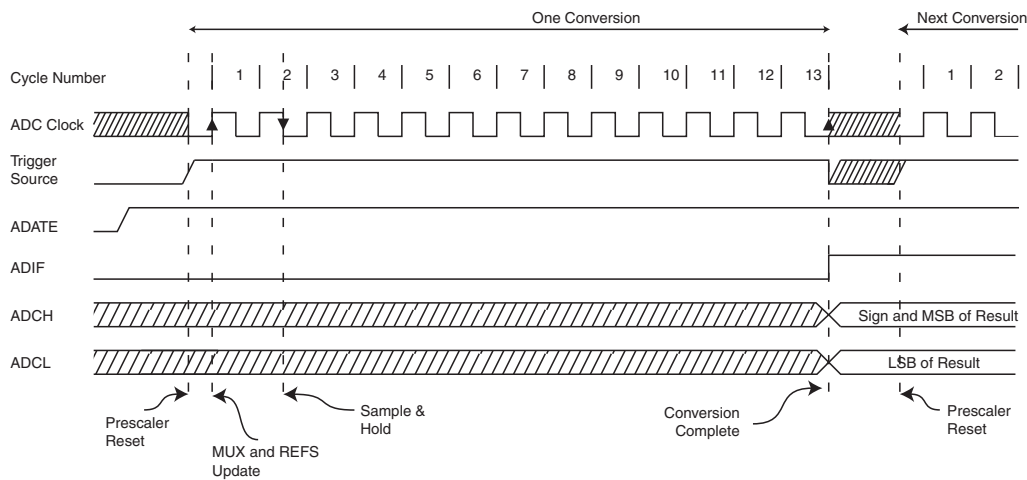 One Conversion
Next Conversion
Cycle Number
1 2 3 4 5 6 7 8 9 10 11 12 13 1 2
ADC Clock
Trigger
Source
ADATE
ADIF
ADCH
Sign and MSB of Result
ADCL
LSB of Result
Prescaler
Reset
MUX and REFS
Update
Sample &
Hold
Conversion
Complete
Prescaler
Reset